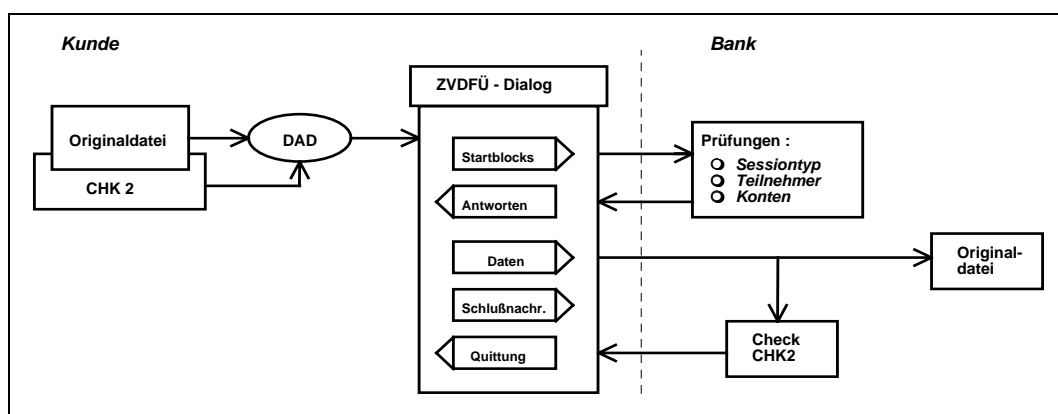 Kunde
Bank
ZVDFÜ - Dialog
Originaldatei
CHK 2
DAD
Startblocks
Antworten
Daten
Schlußnachr.
Quittung
Prüfungen :
Sessiontyp
Teilnehmer
Konten
Original-
datei
Check
CHK2